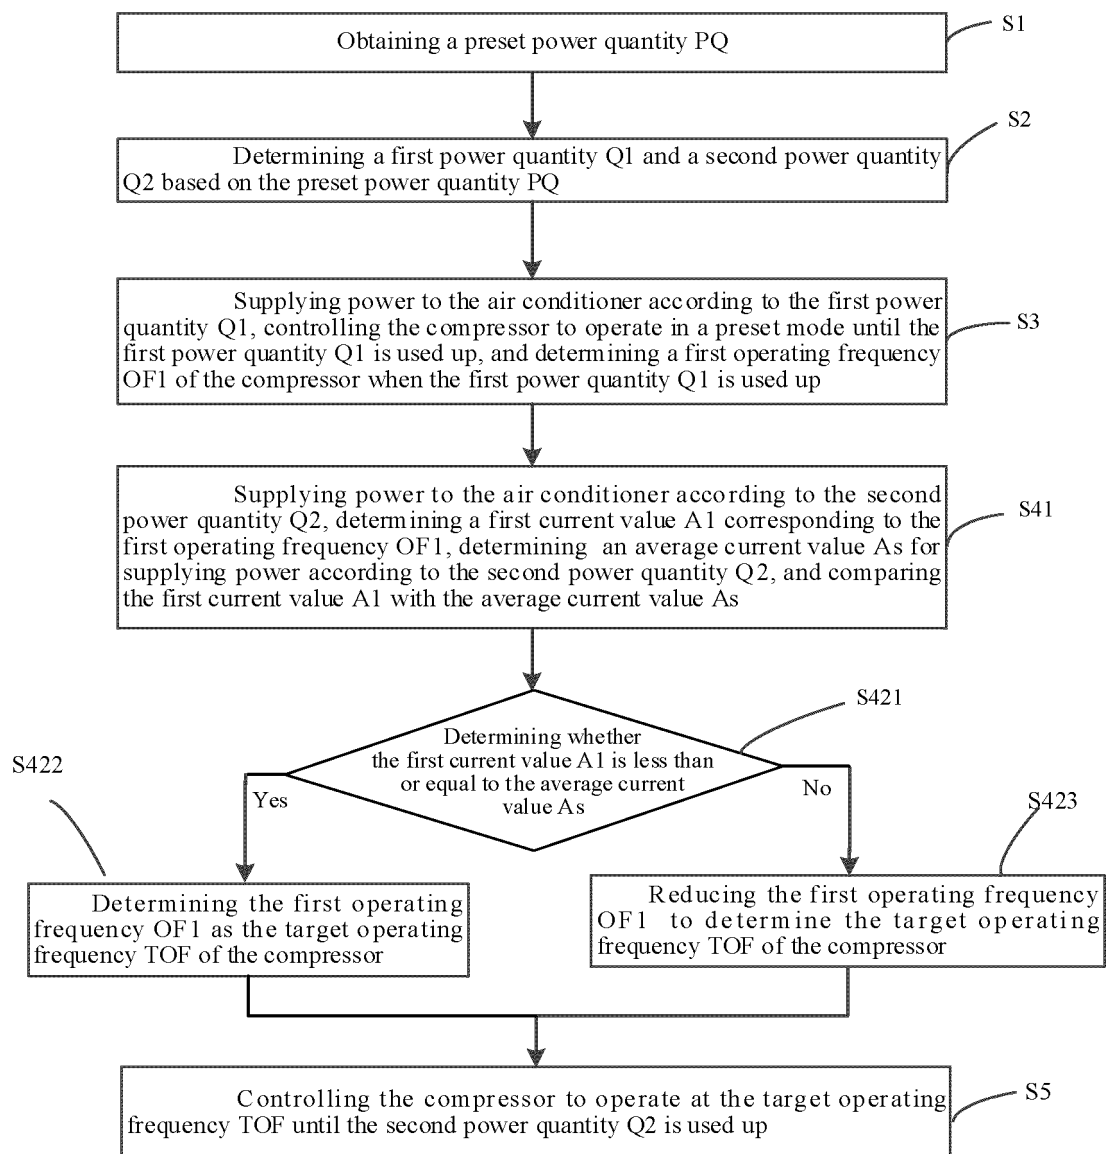 Obtaining a preset power quantity PQ
S1
Determining a first power quantity Q1 and a second power quantity
Q2 based on the preset power quantity PQ
S2
Supplying power to the air conditioner according to the first power
quantity Q1, controlling the compressor to operate in a preset mode until the
first power quantity Q1 is used up, and determining a first operating frequency
OF1 of the compressor when the first power quantity Q1 is used up
S3
Supplying power to the air conditioner according to the second
power quantity Q2, determining a first current value A1 corresponding to the
first operating frequency OF1, determining an average current value As for
supplying power according to the second power quantity Q2, and comparing
the first current value A1 with the average current value As
S41
Determining whether
the first current value A1 is less than
or equal to the average current
value As
S421
Yes
No
S422
Determining the first operating
frequency OF1 as the target operating
frequency TOF of the compressor
S423
Reducing the first operating frequency
OF1 to determine the target operating
frequency TOF of the compressor
Controlling the compressor to operate at the target operating
frequency TOF until the second power quantity Q2 is used up
S5